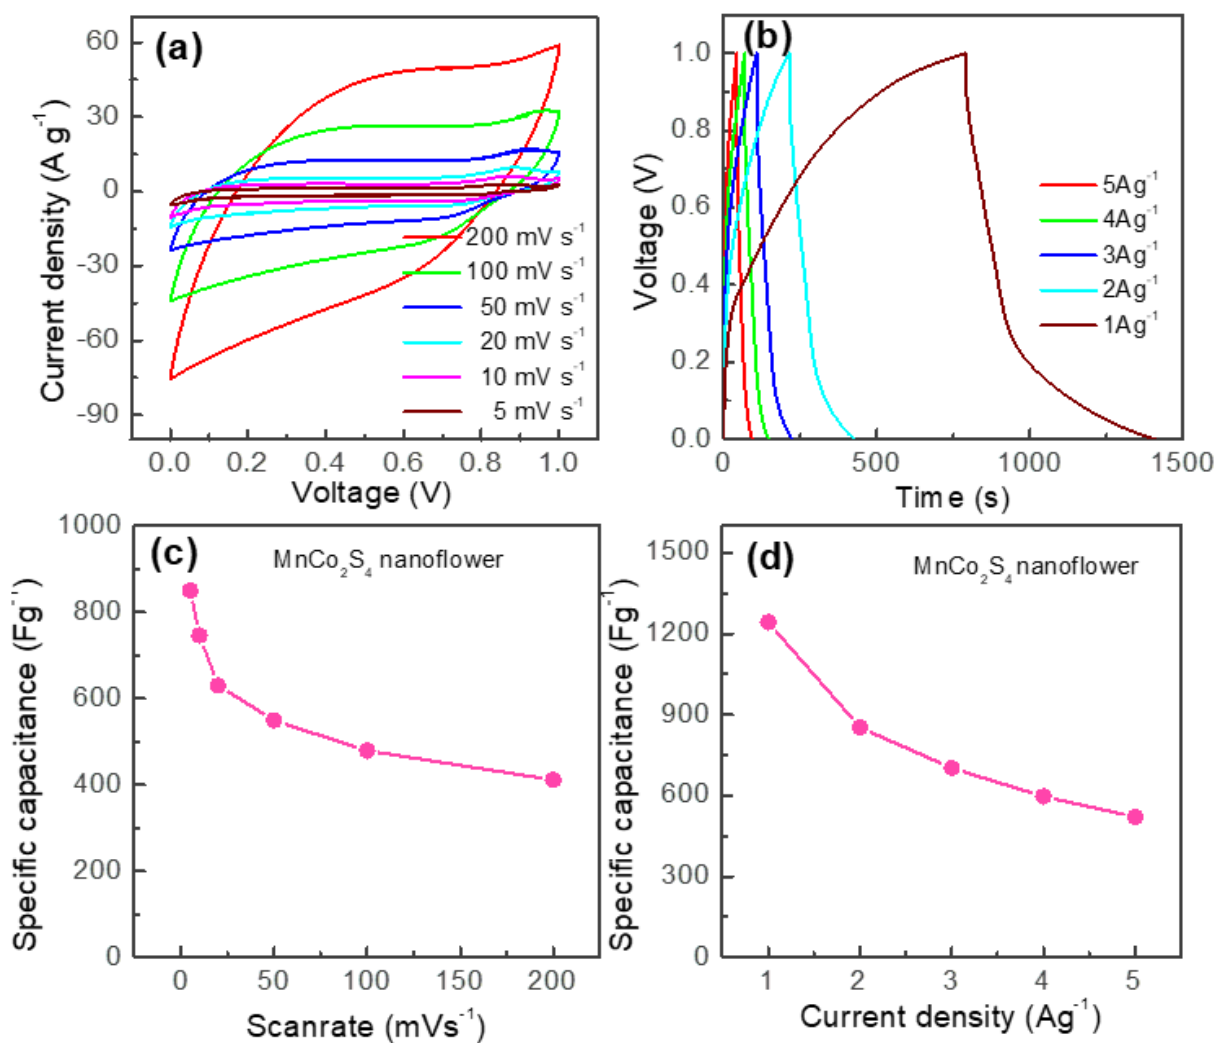 (a)
60
30
0
-30
-60
-90
Current density (A g⁻¹)
200 mV s⁻¹
100 mV s⁻¹
50 mV s⁻¹
20 mV s⁻¹
10 mV s⁻¹
5 mV s⁻¹
0.0 0.2 0.4 0.6 0.8 1.0
Voltage (V)
(b)
1.0
0.8
0.6
0.4
0.2
0.0
Voltage (V)
5Ag⁻¹
4Ag⁻¹
3Ag⁻¹
2Ag⁻¹
1Ag⁻¹
0 500 1000 1500
Time (s)
(c)
MnCo₂S₄ nanoflower
1000
800
600
400
200
0
Specific capacitance (Fg⁻¹)
0 50 100 150 200
Scanrate (mVs⁻¹)
(d)
MnCo₂S₄ nanoflower
1500
1200
900
600
300
0
Specific capacitance (Fg⁻¹)
1 2 3 4 5
Current density (Ag⁻¹)